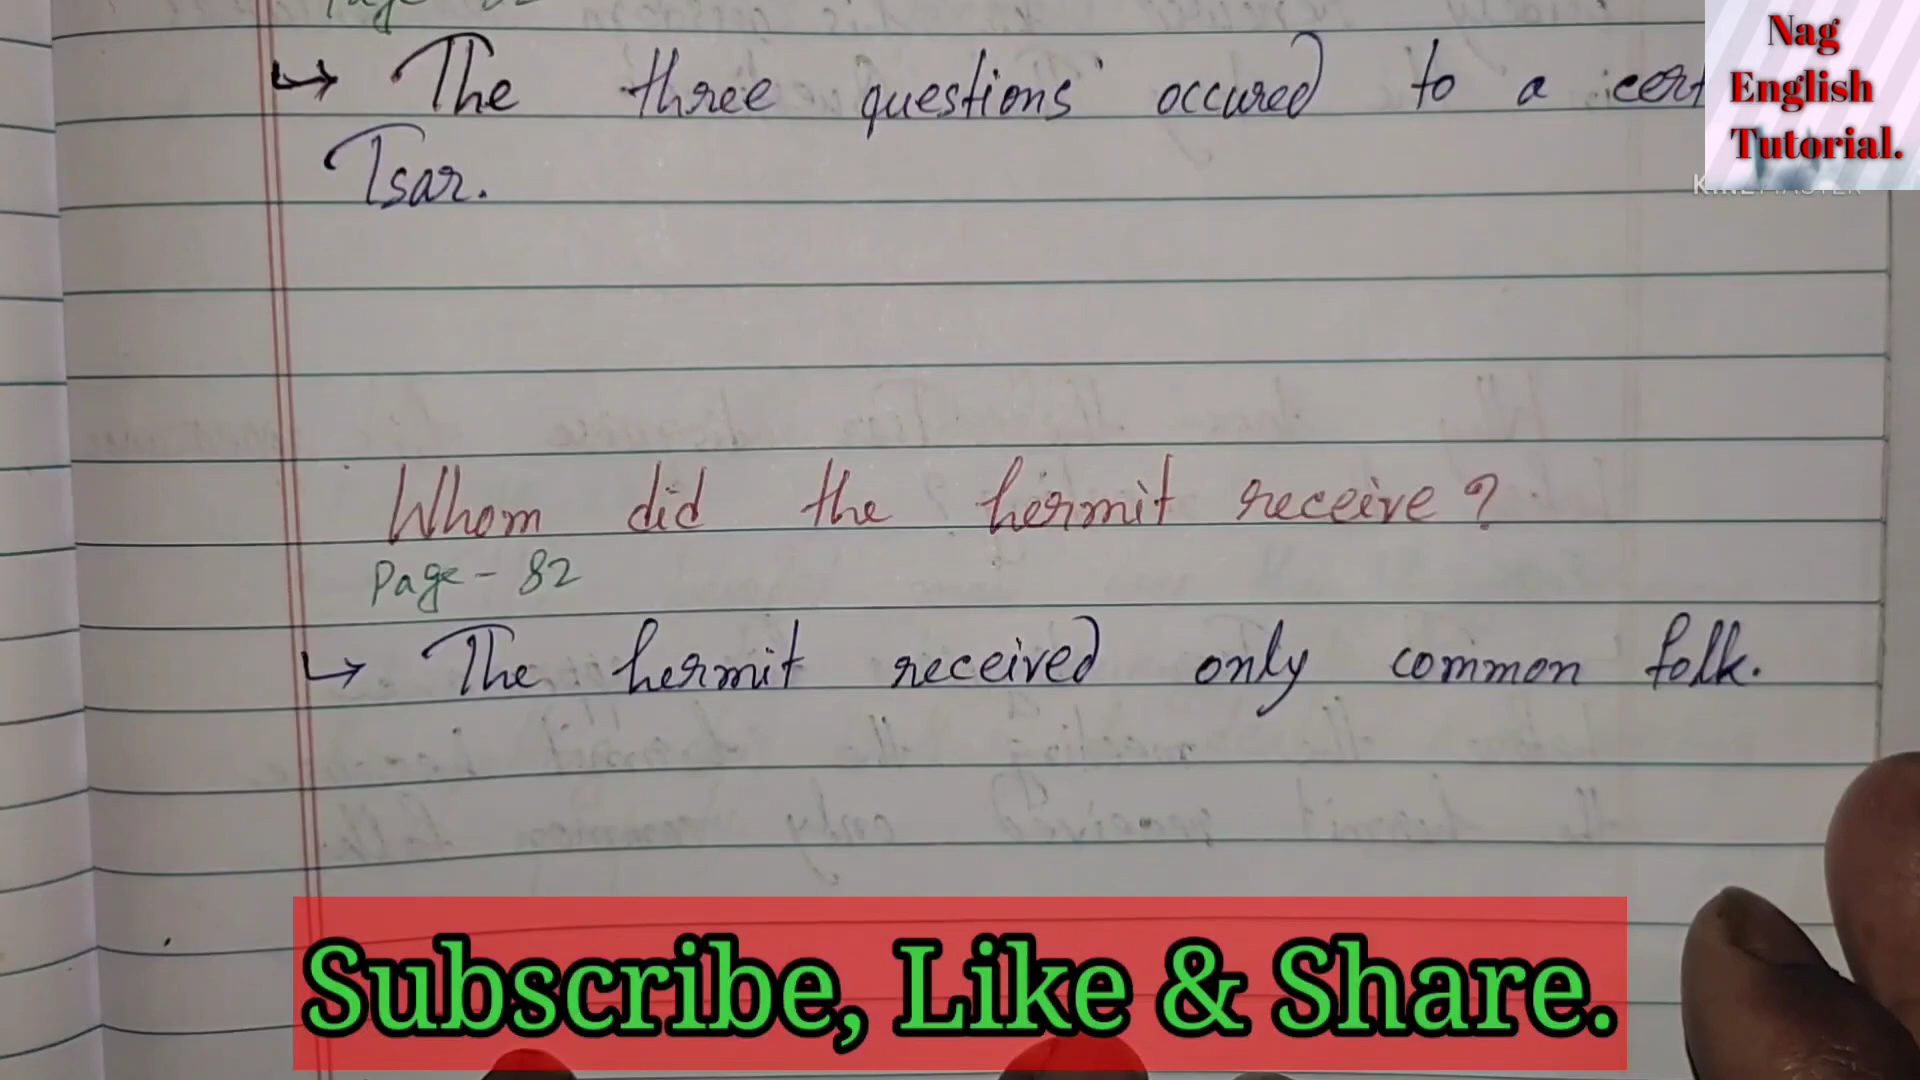 ↳ The three questions occured to a
Tsar.
Whom did the hermit receive?
Page - 82
↳ The hermit received only common folk.
Nag
English
Tutorial.
KINEMASTER
Subscribe, Like & Share.